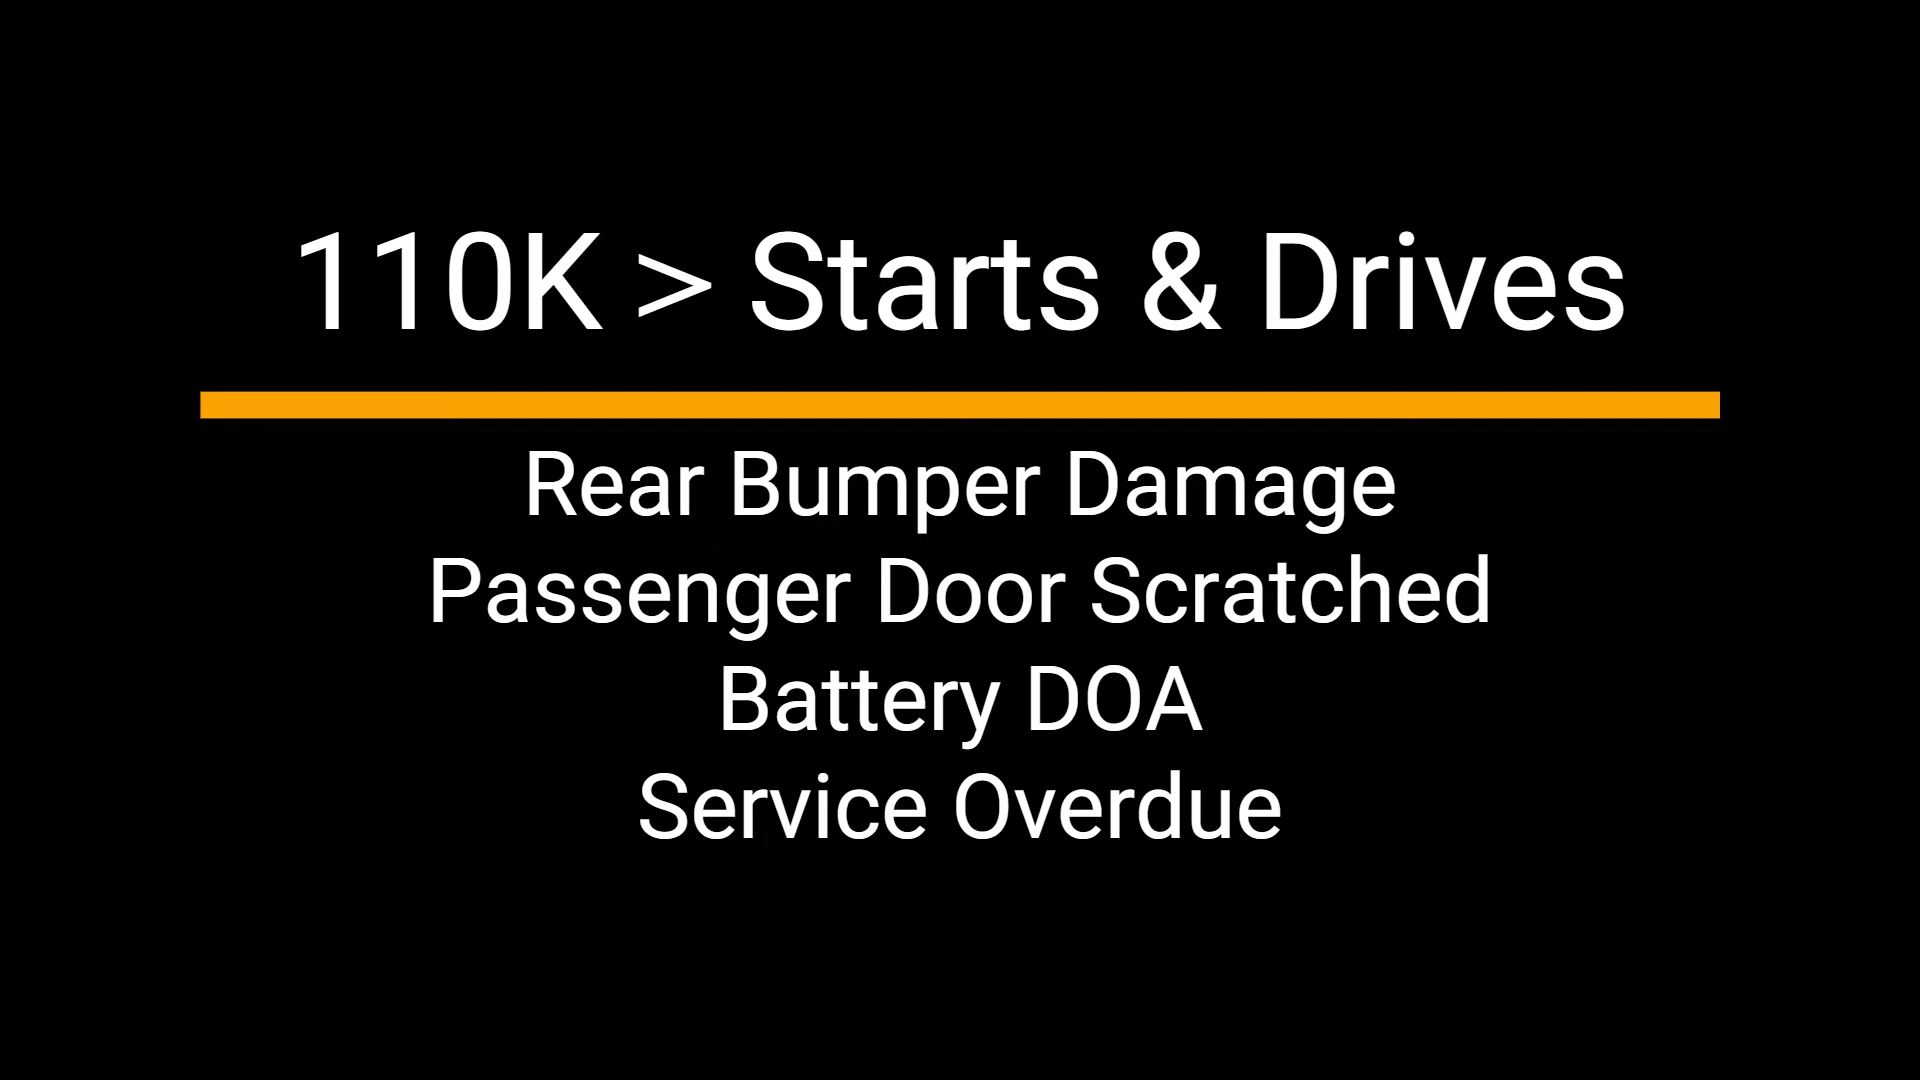 110K > Starts & Drives
Rear Bumper Damage
Passenger Door Scratched
Battery DOA
Service Overdue